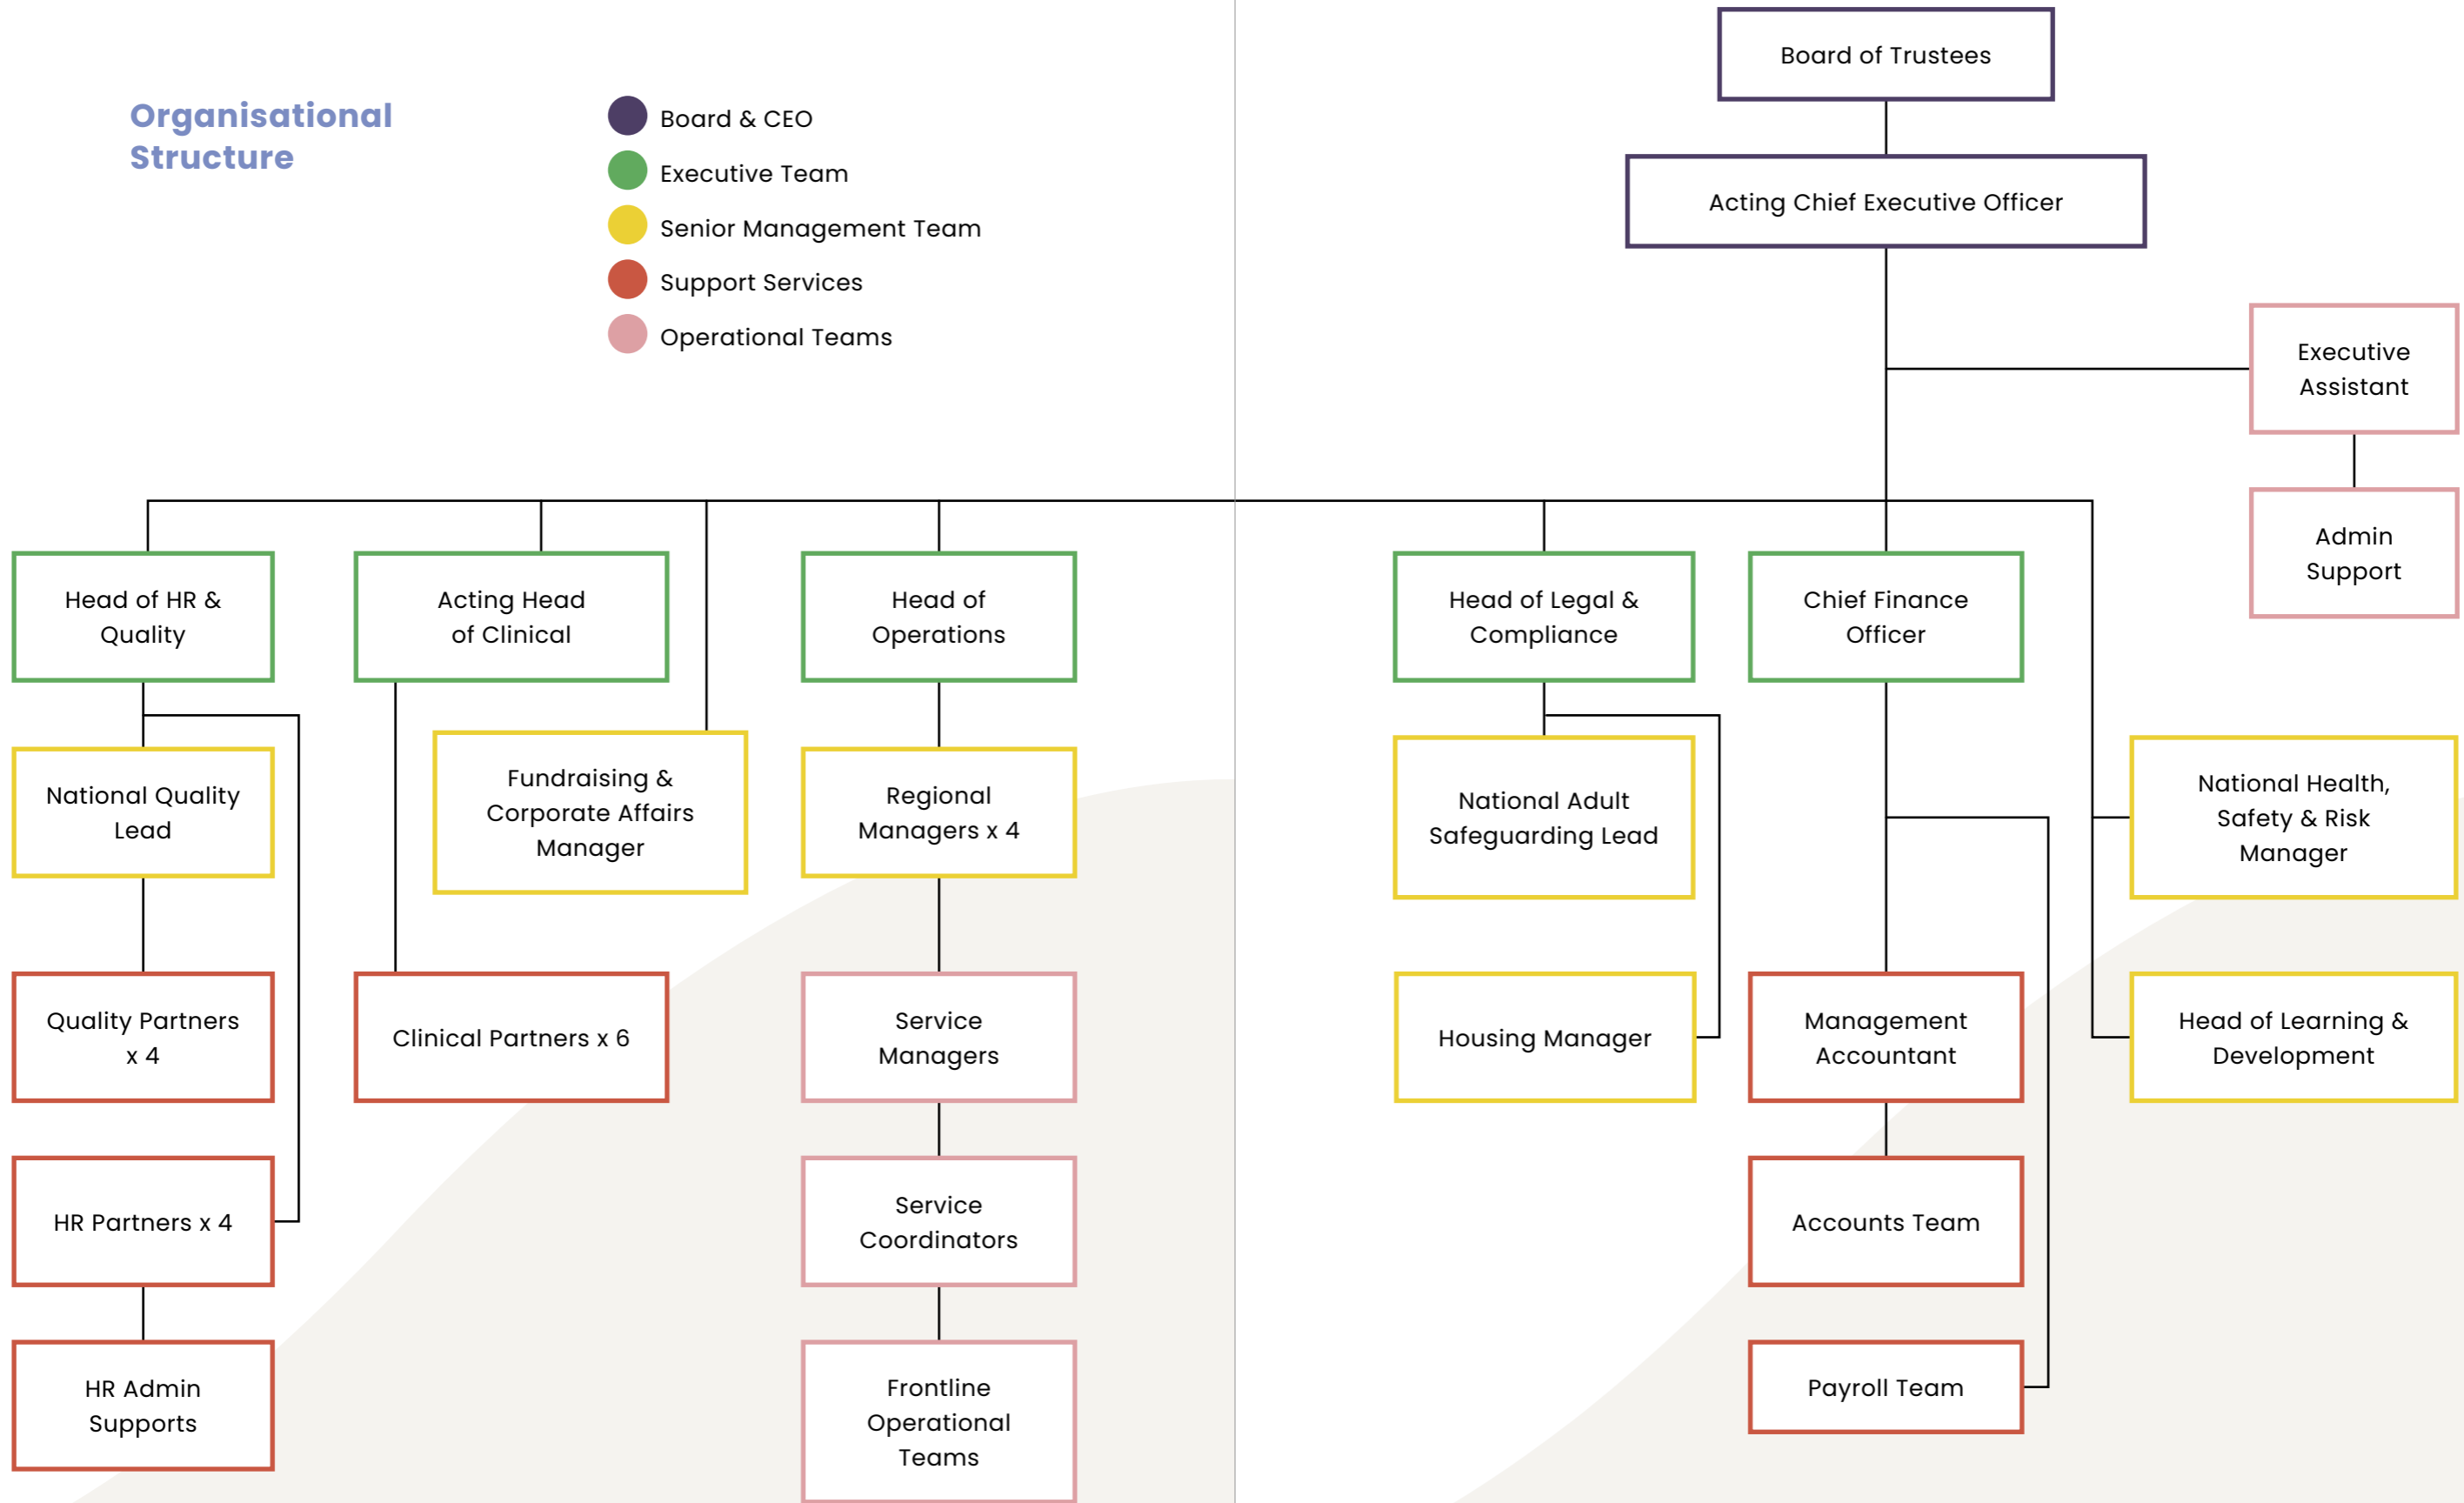 Organisational
Structure
Board & CEO
Executive Team
Senior Management Team
Support Services
Operational Teams
Board of Trustees
Acting Chief Executive Officer
Executive
Assistant
Admin
Support
Head of HR &
Quality
Acting Head
of Clinical
Head of
Operations
Head of Legal &
Compliance
Chief Finance
Officer
National Quality
Lead
Fundraising &
Corporate Affairs
Manager
Regional
Managers x 4
National Adult
Safeguarding Lead
National Health,
Safety & Risk
Manager
Quality Partners
x 4
Clinical Partners x 6
Service
Managers
Housing Manager
Management
Accountant
Head of Learning &
Development
HR Partners x 4
Service
Coordinators
Accounts Team
HR Admin
Supports
Frontline
Operational
Teams
Payroll Team